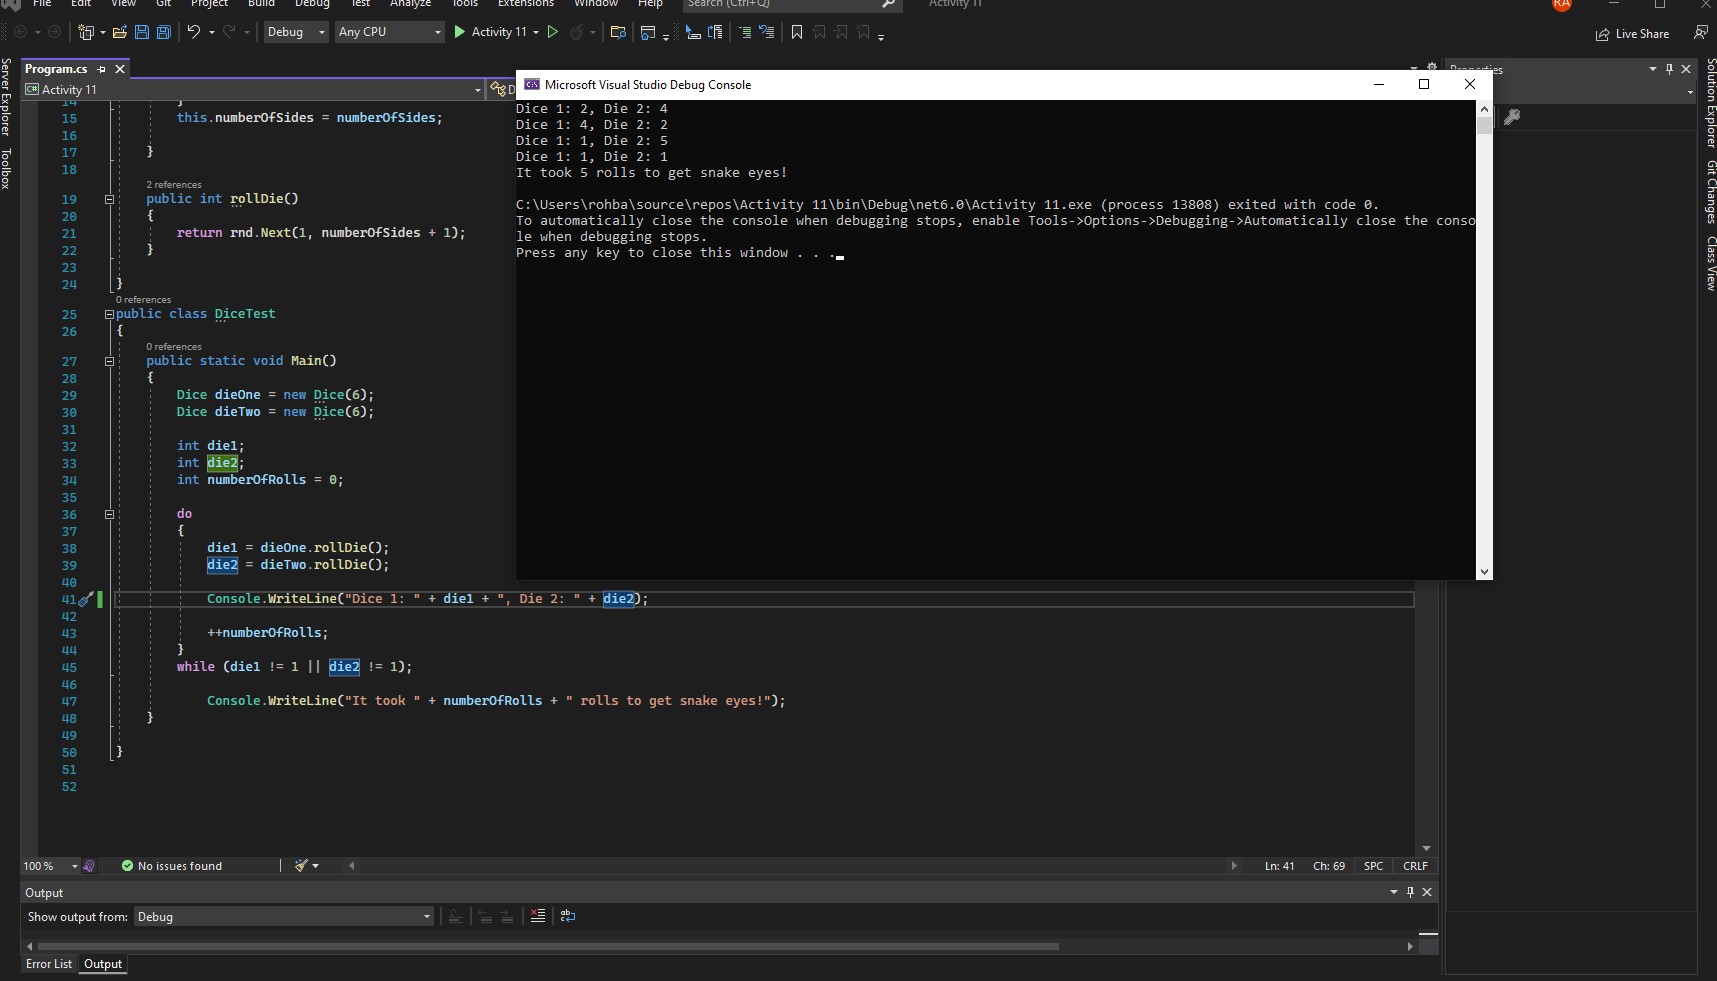 File Edit View Git Project Build Debug Test Analyze Tools Extensions Window Help Search (Ctrl+Q) Activity 11 RA
Debug Any CPU Activity 11 Live Share
Server Explorer
Toolbox
Program.cs
Activity 11
14 }
15 this.numberOfSides = numberOfSides;
16
17 }
18
2 references
19 public int rollDie()
20 {
21 return rnd.Next(1, numberOfSides + 1);
22 }
23
24 }
0 references
25 public class DiceTest
26 {
0 references
27 public static void Main()
28 {
29 Dice dieOne = new Dice(6);
30 Dice dieTwo = new Dice(6);
31
32 int die1;
33 int die2;
34 int numberOfRolls = 0;
35
36 do
37 {
38 die1 = dieOne.rollDie();
39 die2 = dieTwo.rollDie();
40
41 Console.WriteLine("Dice 1: " + die1 + ", Die 2: " + die2);
42
43 ++numberOfRolls;
44 }
45 while (die1 != 1 || die2 != 1);
46
47 Console.WriteLine("It took " + numberOfRolls + " rolls to get snake eyes!");
48 }
49
50 }
51
52
Microsoft Visual Studio Debug Console
Dice 1: 2, Die 2: 4
Dice 1: 4, Die 2: 2
Dice 1: 1, Die 2: 5
Dice 1: 1, Die 2: 1
It took 5 rolls to get snake eyes!
C:\Users\rohba\source\repos\Activity 11\bin\Debug\net6.0\Activity 11.exe (process 13808) exited with code 0.
To automatically close the console when debugging stops, enable Tools->Options->Debugging->Automatically close the conso
le when debugging stops.
Press any key to close this window . . .
Properties
Solution Explorer
Git Changes
Class View
100 % No issues found Ln: 41 Ch: 69 SPC CRLF
Output
Show output from: Debug
Error List Output